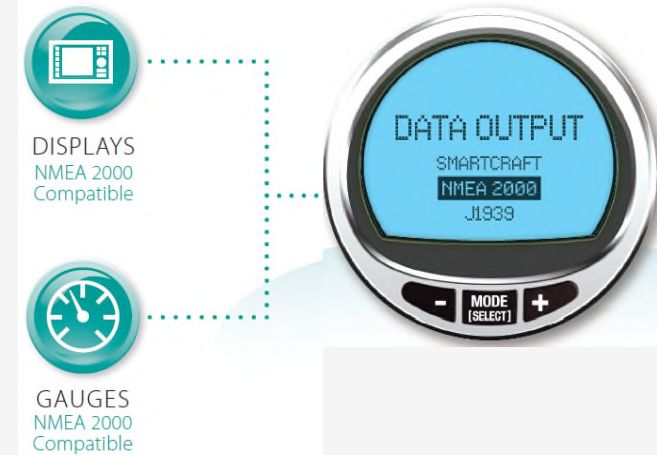 DISPLAYS
NMEA 2000
Compatible
GAUGES
NMEA 2000
Compatible
DATA OUTPUT
SMARTCRAFT
NMEA 2000
J1939
-
MODE
[SELECT]
+